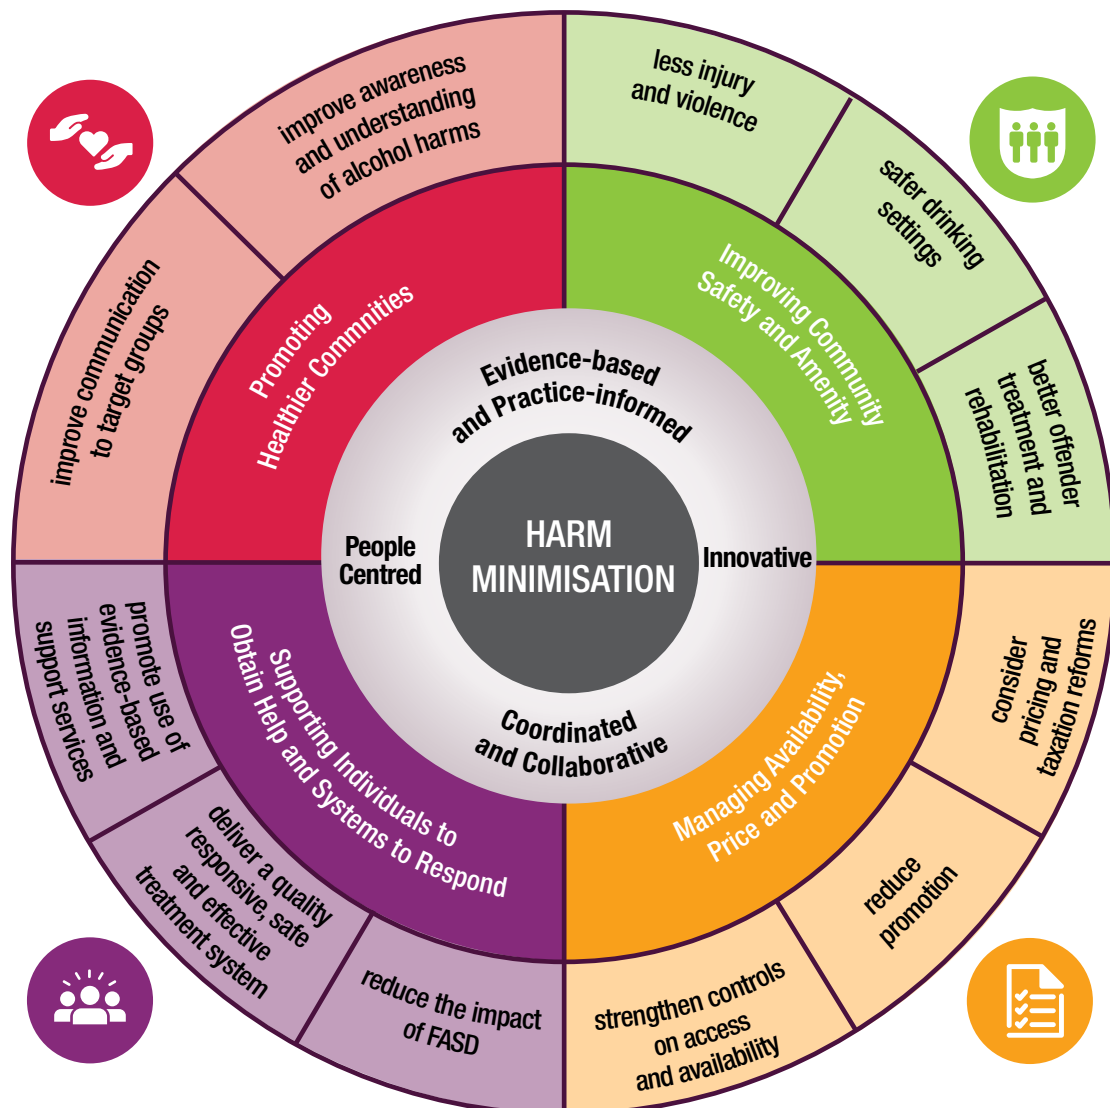 improve awareness
and understanding
of alcohol harms
less injury
and violence
safer drinking
settings
better offender
treatment and
rehabilitation
improve communication
to target groups
Promoting
Healthier Commnities
Improving Community
Safety and Amenity
Evidence-based
and Practice-informed
People
Centred
HARM
MINIMISATION
Innovative
Coordinated
and Collaborative
Supporting Individuals to
Obtain Help and Systems to Respond
Managing Availability,
Price and Promotion
promote use of
evidence-based
information and
support services
deliver a quality
responsive, safe
and effective
treatment system
reduce the impact
of FASD
strengthen controls
on access
and availability
reduce
promotion
consider
pricing and
taxation reforms